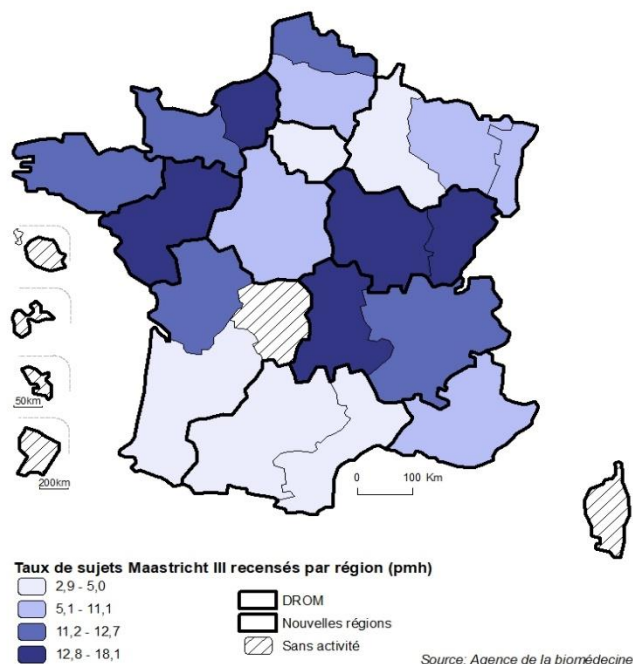 50km
200km
0 100 Km
Taux de sujets Maastricht III recensés par région (pmh)
2,9 - 5,0
5,1 - 11,1
11,2 - 12,7
12,8 - 18,1
DROM
Nouvelles régions
Sans activité
Source: Agence de la biomédecine